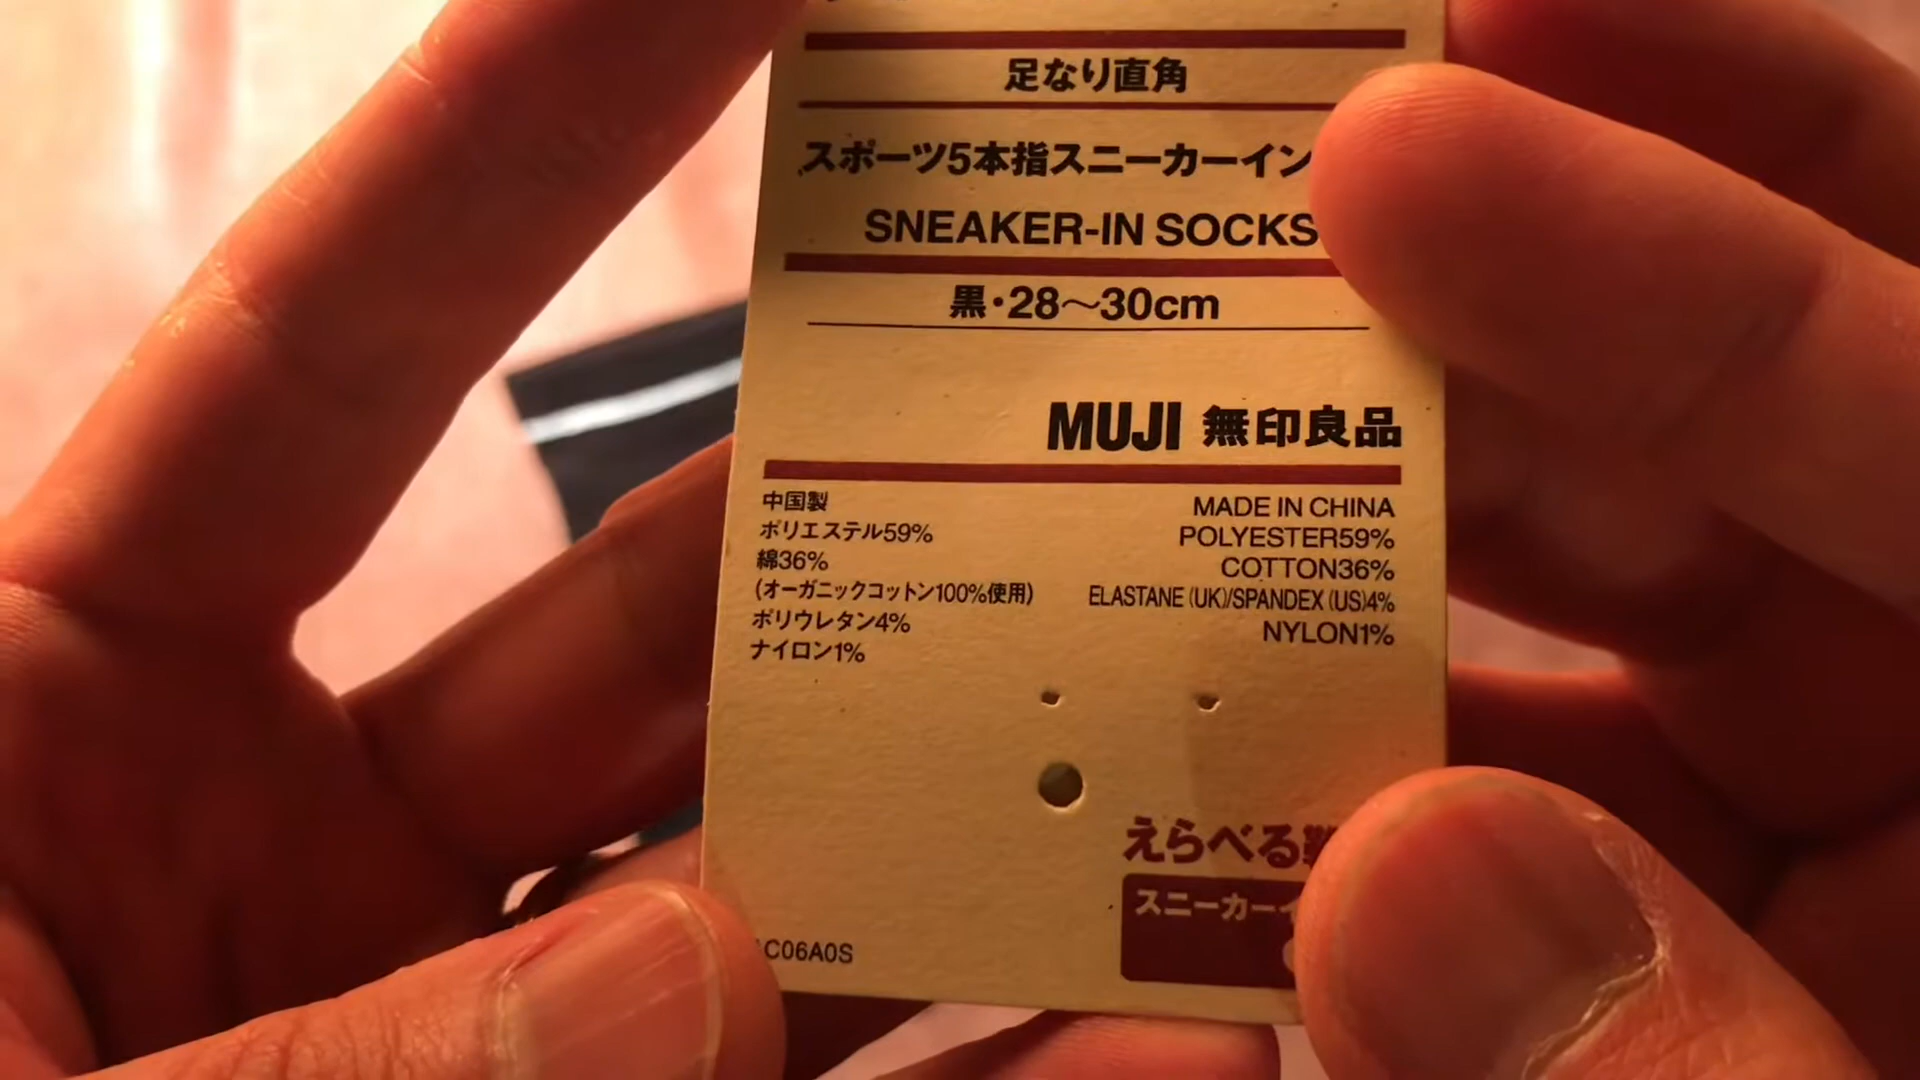 足なり直角
スポーツ5本指スニーカーイン
SNEAKER-IN SOCKS
黒・28～30cm
MUJI 無印良品
中国製
ポリエステル59%
綿36%
(オーガニックコットン100%使用)
ポリウレタン4%
ナイロン1%
MADE IN CHINA
POLYESTER59%
COTTON36%
ELASTANE (UK)/SPANDEX (US)4%
NYLON1%
えらべる
スニーカー
C06A0S